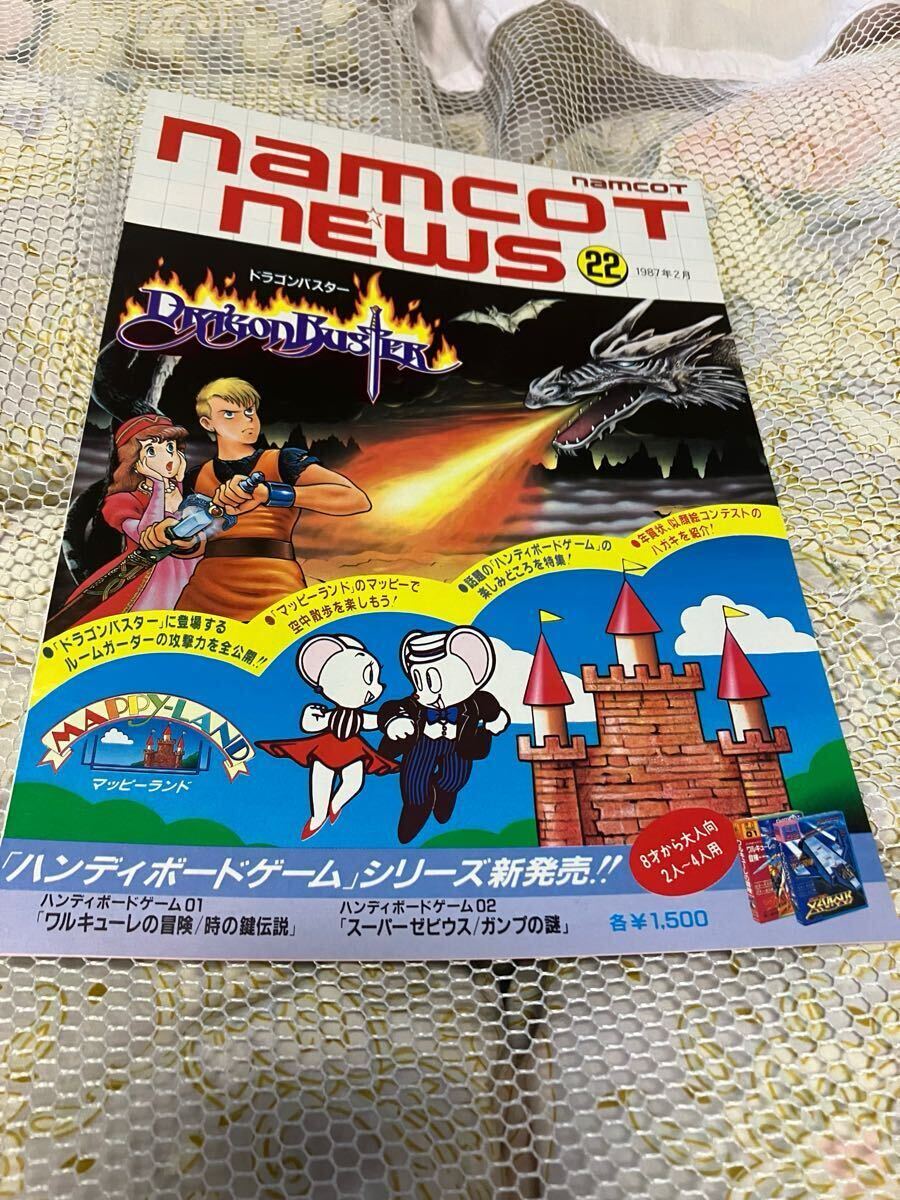 namcoT
namcoT
news
22
1987年2月
ドラゴンバスター
DRAGON BUSTER
●「ドラゴンバスター」に登場する
ルームガーダーの攻撃力を全公開!!
●「マッピーランド」のマッピーで
空中散歩を楽しもう!
●話題の「ハンディボードゲーム」の
楽しみどころを特集!
●年賀状、似顔絵コンテストの
ハガキを紹介!
MAPPY-LAND
マッピーランド
「ハンディボードゲーム」シリーズ新発売!!
8才から大人向
2人~4人用
ハンディボードゲーム01
「ワルキューレの冒険/時の鍵伝説」
ハンディボードゲーム02
「スーパーゼビウス/ガンプの謎」
各¥1,500
XEVIOUS